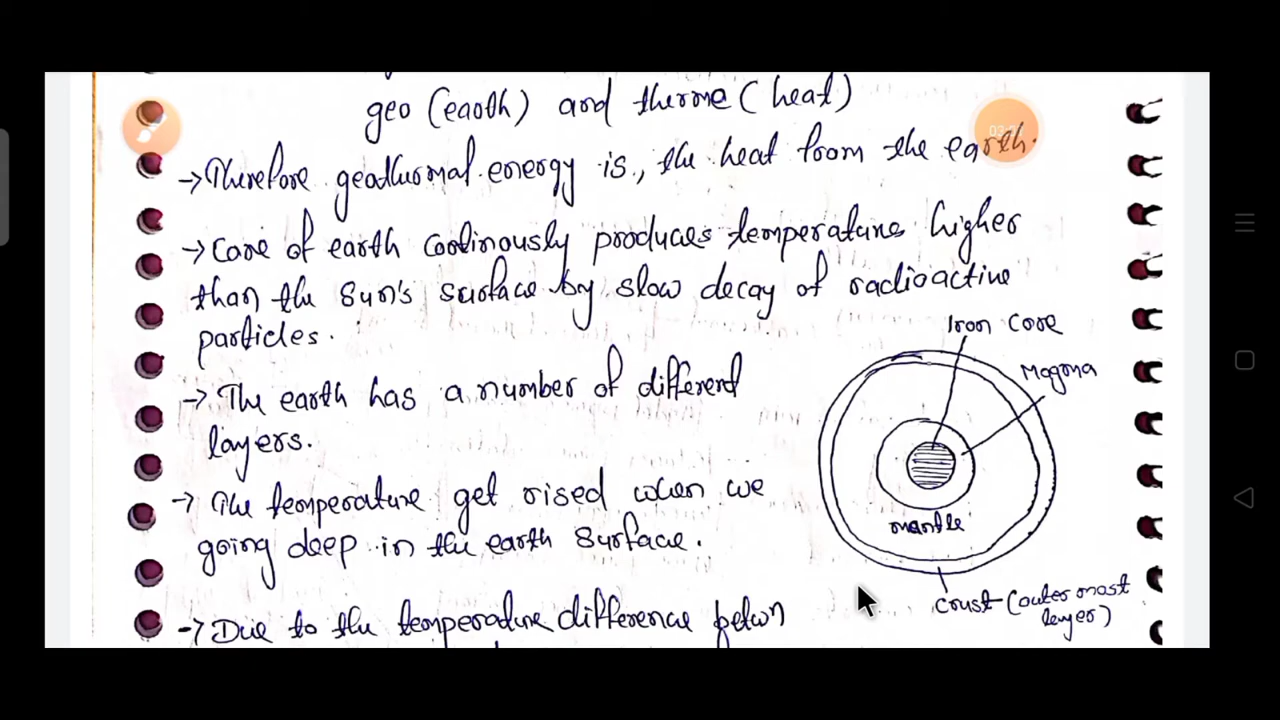 geo (earth) and therme (heat)
→ Therefore geothermal energy is, the heat from the earth.
→ Core of earth continously produces temperature higher
than the Sun's surface by slow decay of radioactive
particles.
Iron Core
Magma
→ The earth has a number of different
layers.
→ The temperature get rised when we
going deep in the earth surface.
mantle
crust (outer most
layer)
→ Due to the temperature difference betwn